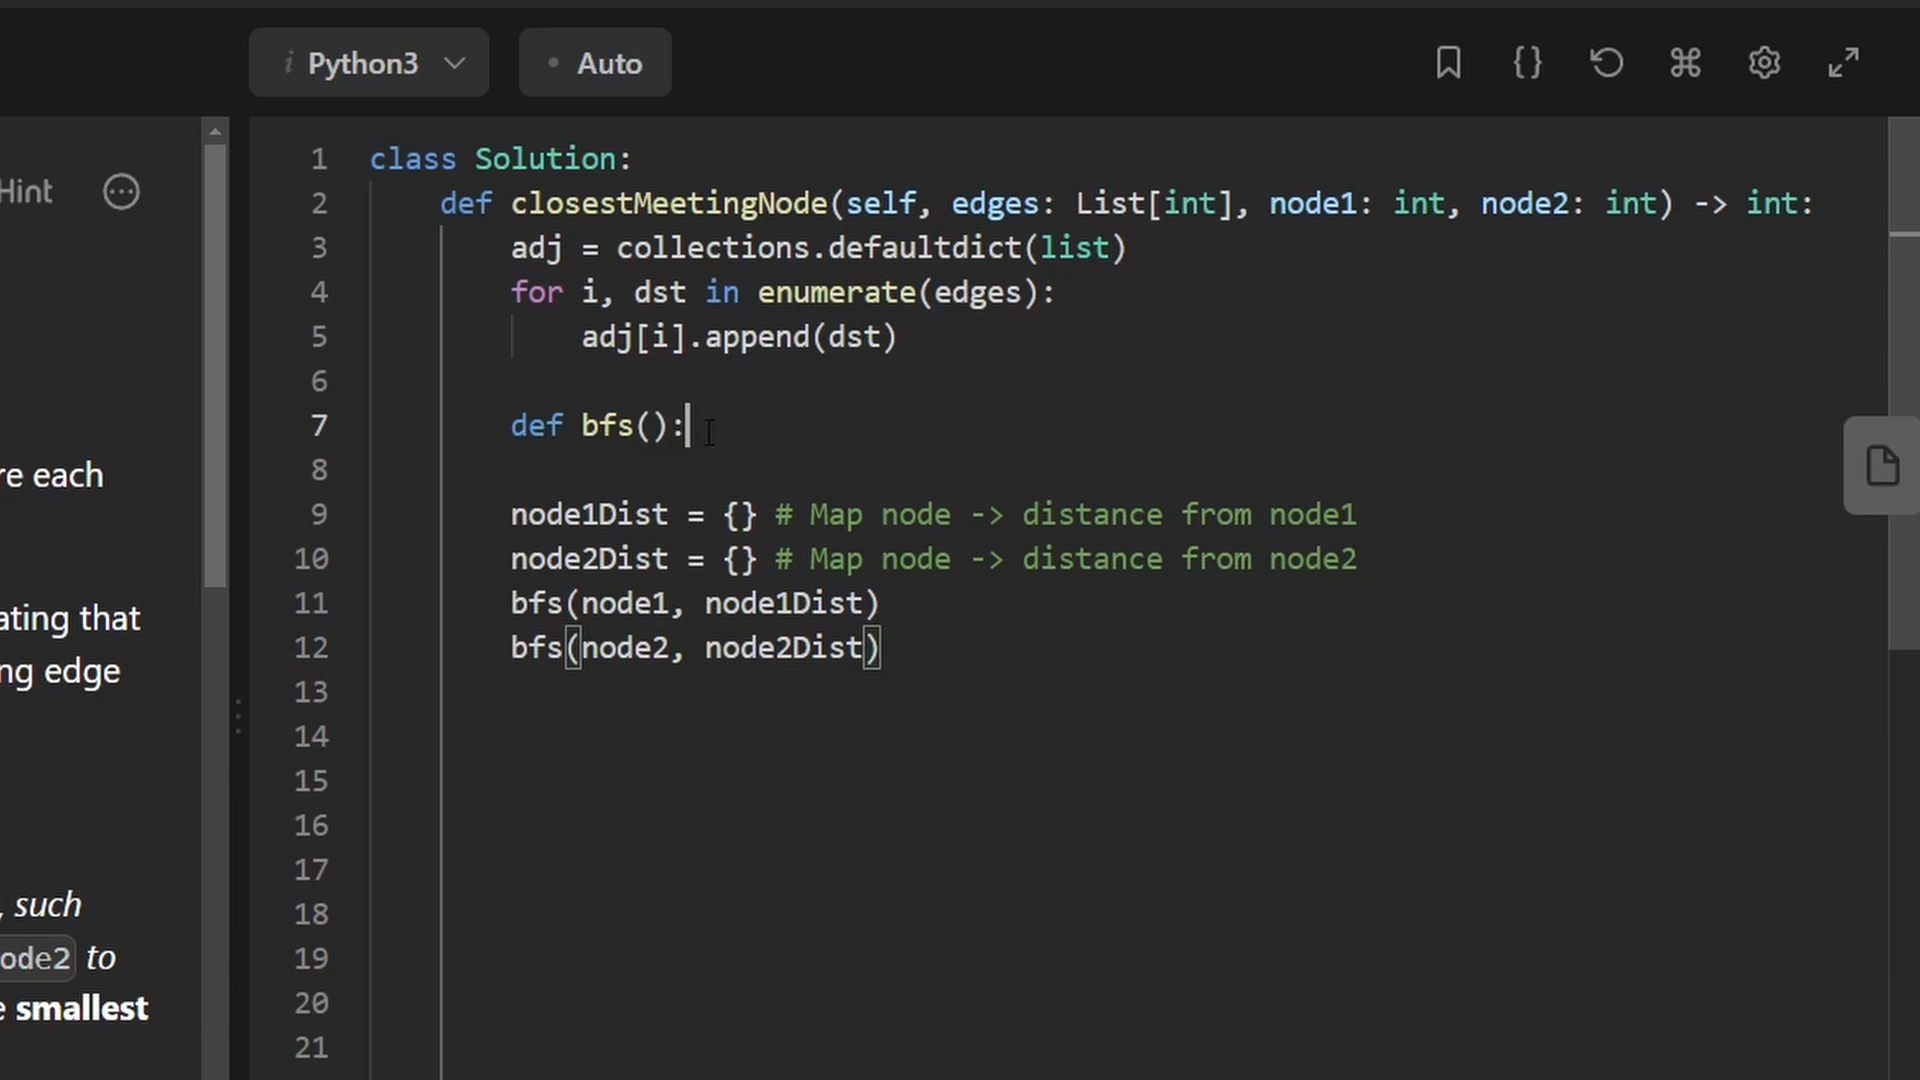 Python3
Auto
Hint
re each
ating that
ng edge
, such
ode2 to
e smallest
1 class Solution:
2 def closestMeetingNode(self, edges: List[int], node1: int, node2: int) -> int:
3 adj = collections.defaultdict(list)
4 for i, dst in enumerate(edges):
5 adj[i].append(dst)
6
7 def bfs():
8
9 node1Dist = {} # Map node -> distance from node1
10 node2Dist = {} # Map node -> distance from node2
11 bfs(node1, node1Dist)
12 bfs(node2, node2Dist)
13
14
15
16
17
18
19
20
21